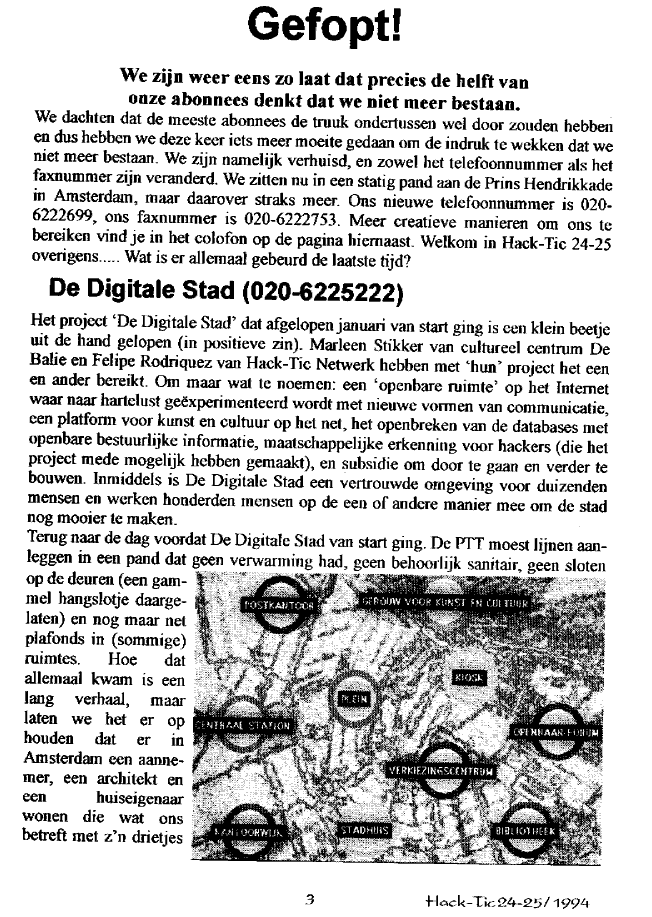 Gefopt!
We zijn weer eens zo laat dat precies de helft van
onze abonnees denkt dat we niet meer bestaan.
We dachten dat de meeste abonnees de truuk ondertussen wel door zouden hebben
en dus hebben we deze keer iets meer moeite gedaan om de indruk te wekken dat we
niet meer bestaan. We zijn namelijk verhuisd, en zowel het telefoonnummer als het
faxnummer zijn veranderd. We zitten nu in een statig pand aan de Prins Hendrikkade
in Amsterdam, maar daarover straks meer. Ons nieuwe telefoonnummer is 020-
6222699, ons faxnummer is 020-6222753. Meer creatieve manieren om ons te
bereiken vind je in het colofon op de pagina hiernaast. Welkom in Hack-Tic 24-25
overigens..... Wat is er allemaal gebeurd de laatste tijd?
De Digitale Stad (020-6225222)
Het project ‘De Digitale Stad’ dat afgelopen januari van start ging is een klein beetje
uit de hand gelopen (in positieve zin). Marleen Stikker van cultureel centrum De
Balie en Felipe Rodriquez van Hack-Tic Netwerk hebben met ‘hun’ project het een
en ander bereikt. Om maar wat te noemen: een ‘openbare ruimte’ op het Internet
waar naar hartelust geëxperimenteerd wordt met nieuwe vormen van communicatie,
een platform voor kunst en cultuur op het net, het openbreken van de databases met
openbare bestuurlijke informatie, maatschappelijke erkenning voor hackers (die het
project mede mogelijk hebben gemaakt), en subsidie om door te gaan en verder te
bouwen. Inmiddels is De Digitale Stad een vertrouwde omgeving voor duizenden
mensen en werken honderden mensen op de een of andere manier mee om de stad
nog mooier te maken.
Terug naar de dag voordat De Digitale Stad van start ging. De PTT moest lijnen aan-
leggen in een pand dat geen verwarming had, geen behoorlijk sanitair, geen sloten
op de deuren (een gam-
mel hangslotje daarge-
laten) en nog maar net
plafonds in (sommige)
ruimtes. Hoe dat
allemaal kwam is een
lang verhaal, maar
laten we het er op
houden dat er in
Amsterdam een aanne-
mer, een architekt en
een huiseigenaar
wonen die wat ons
betreft met z'n drietjes
POSTKANTOOR
GEBOUW VOOR KUNST EN CULTUUR
PLEIN
KIOSK
CENTRAAL STATION
OPENBAAR FORUM
VERKIEZINGSCENTRUM
KANTOORWIJK
STADHUIS
BIBLIOTHEEK
3
Hack-Tic 24-25/1994